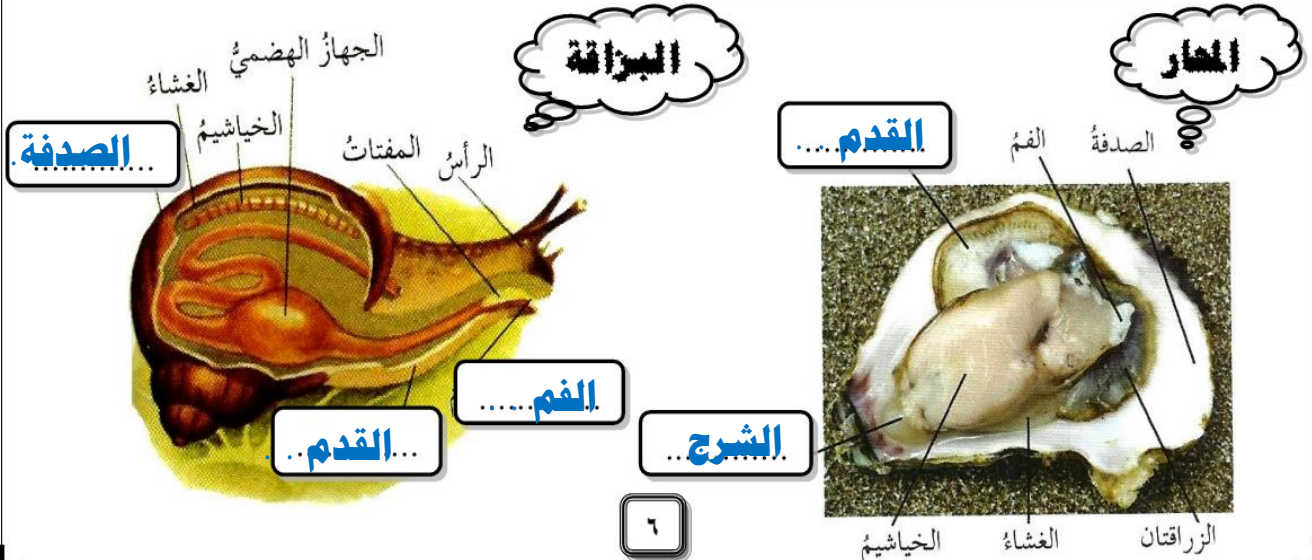 المحار
البزاقة
القدم
الفمُ
الصدفةُ
الشرج
الخياشيمُ
الغشاءُ
الزراقتان
الجهازُ الهضميُّ
الغشاءُ
الخياشيمُ
المفتاتُ
الرأسُ
الصدفة
الفم
القدم
٦